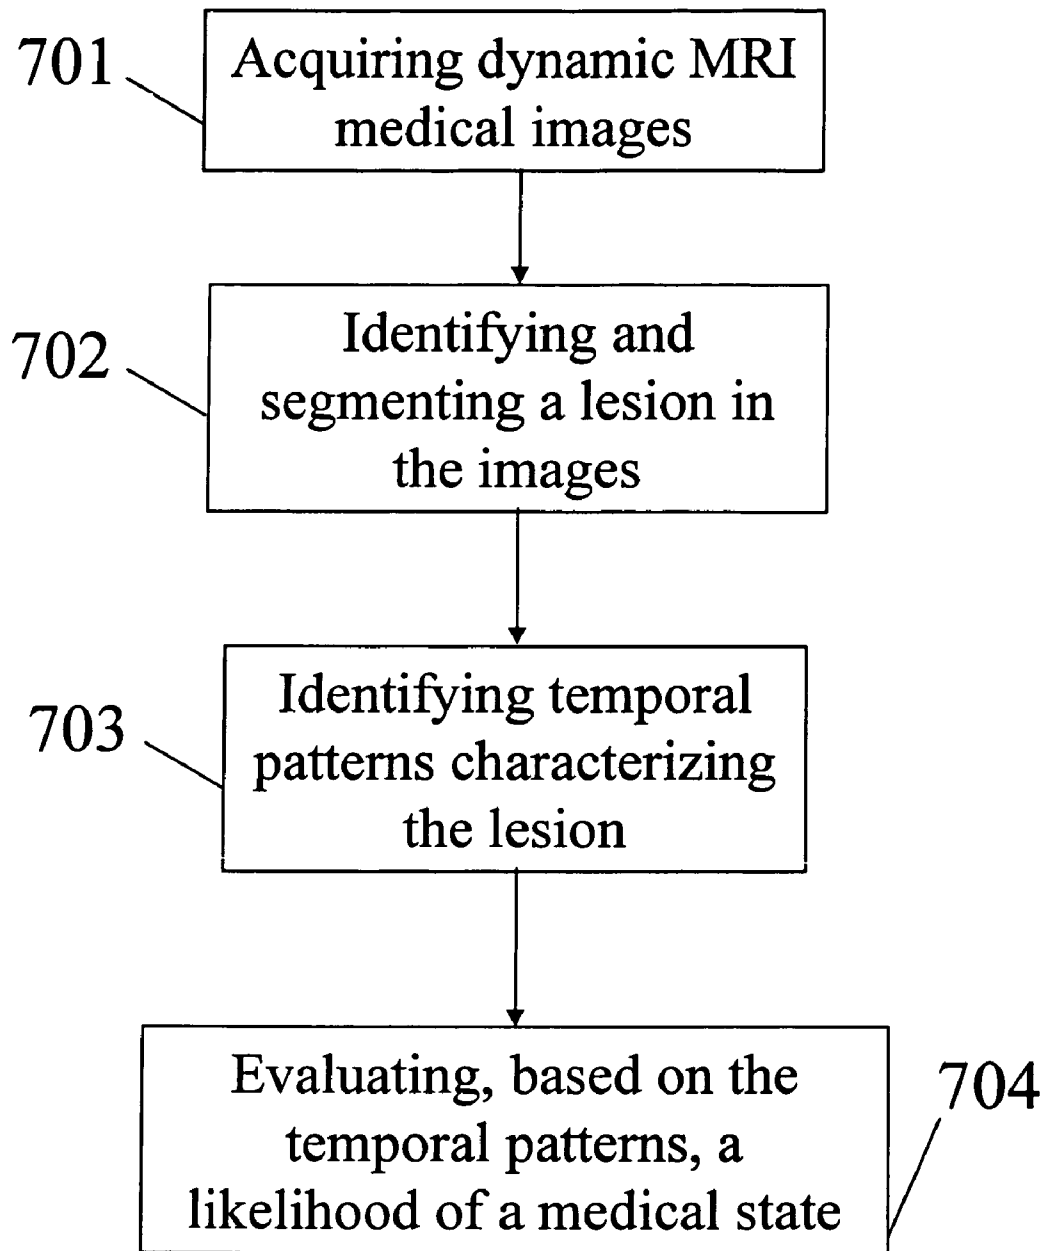 701
Acquiring dynamic MRI
medical images
702
Identifying and
segmenting a lesion in
the images
703
Identifying temporal
patterns characterizing
the lesion
Evaluating, based on the
temporal patterns, a
likelihood of a medical state
704